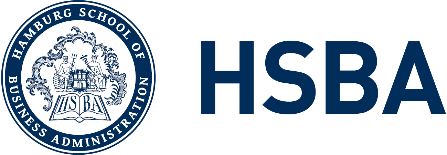 HAMBURG SCHOOL OF
BUSINESS ADMINISTRATION
HSBA
HSBA